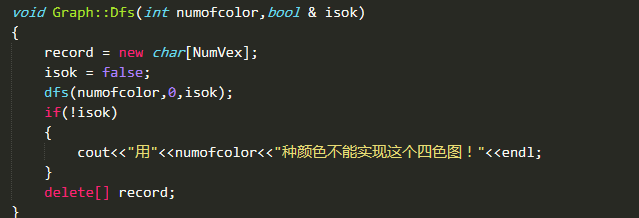 void Graph::Dfs(int numofcolor,bool & isok)
{
    record = new char[NumVex];
    isok = false;
    dfs(numofcolor,0,isok);
    if(!isok)
    {
        cout<<"用"<<numofcolor<<"种颜色不能实现这个四色图！"<<endl;
    }
    delete[] record;
}